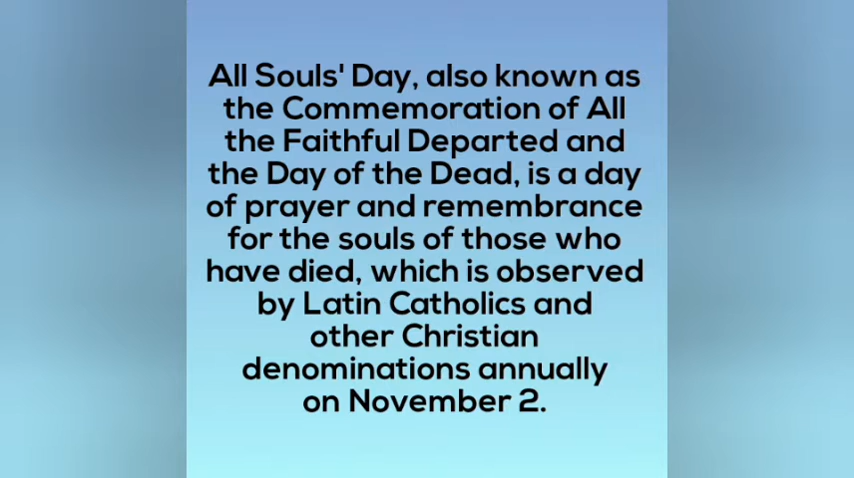 All Souls' Day, also known as
the Commemoration of All
the Faithful Departed and
the Day of the Dead, is a day
of prayer and remembrance
for the souls of those who
have died, which is observed
by Latin Catholics and
other Christian
denominations annually
on November 2.